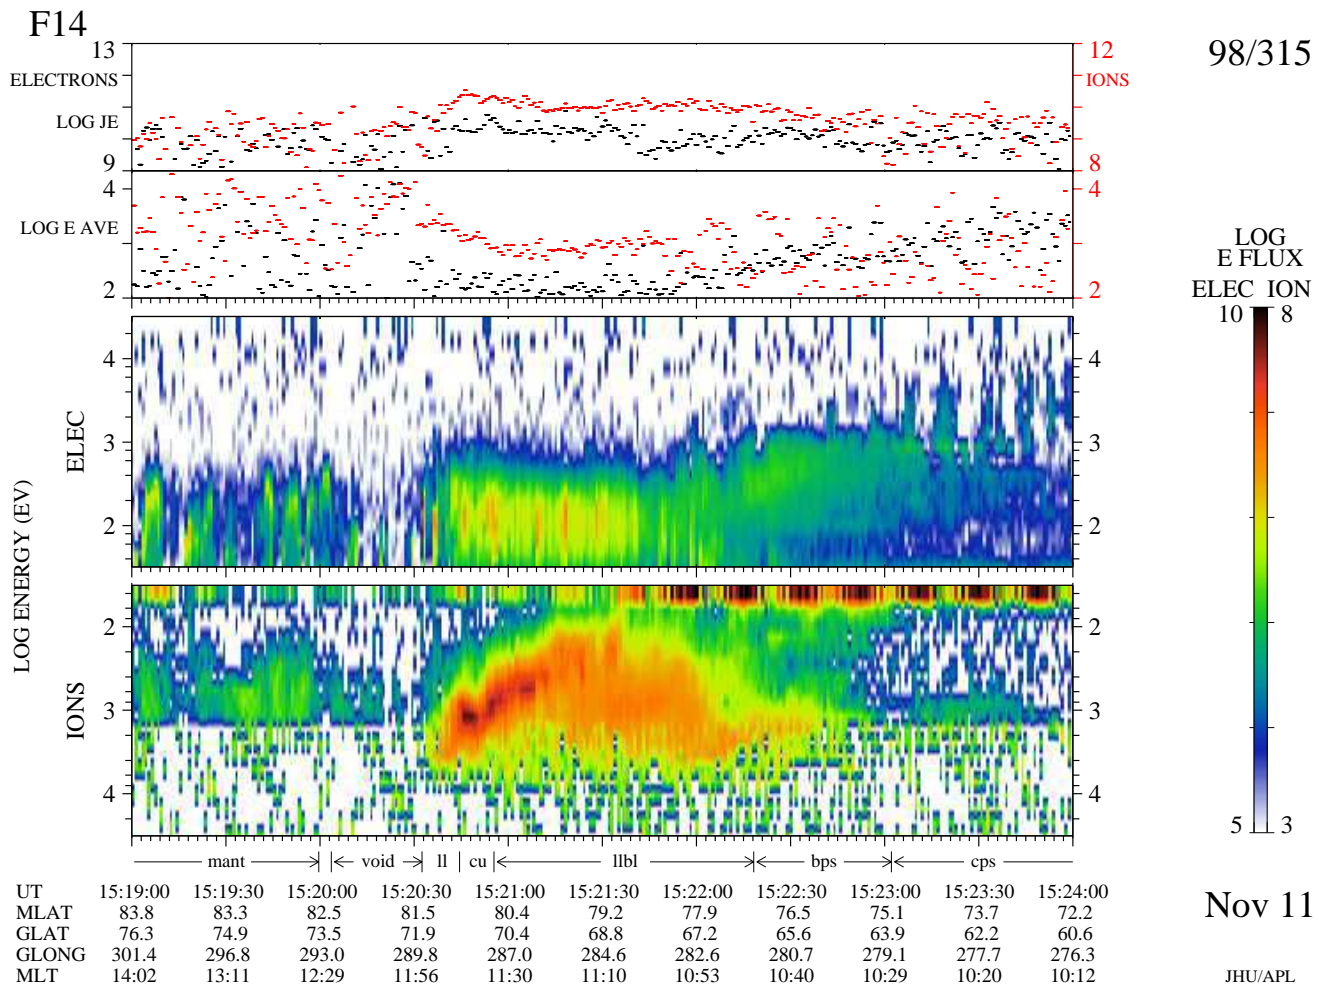 F14
98/315
13
12
ELECTRONS
IONS
LOG JE
9
8
4
4
LOG E AVE
2
2
LOG
E FLUX
ELEC ION
10 8
5 3
LOG ENERGY (EV)
ELEC
4
4
3
3
2
2
IONS
2
2
3
3
4
4
mant void ll cu llbl bps cps
UT 15:19:00 15:19:30 15:20:00 15:20:30 15:21:00 15:21:30 15:22:00 15:22:30 15:23:00 15:23:30 15:24:00
MLAT 83.8 83.3 82.5 81.5 80.4 79.2 77.9 76.5 75.1 73.7 72.2
GLAT 76.3 74.9 73.5 71.9 70.4 68.8 67.2 65.6 63.9 62.2 60.6
GLONG 301.4 296.8 293.0 289.8 287.0 284.6 282.6 280.7 279.1 277.7 276.3
MLT 14:02 13:11 12:29 11:56 11:30 11:10 10:53 10:40 10:29 10:20 10:12
Nov 11
JHU/APL